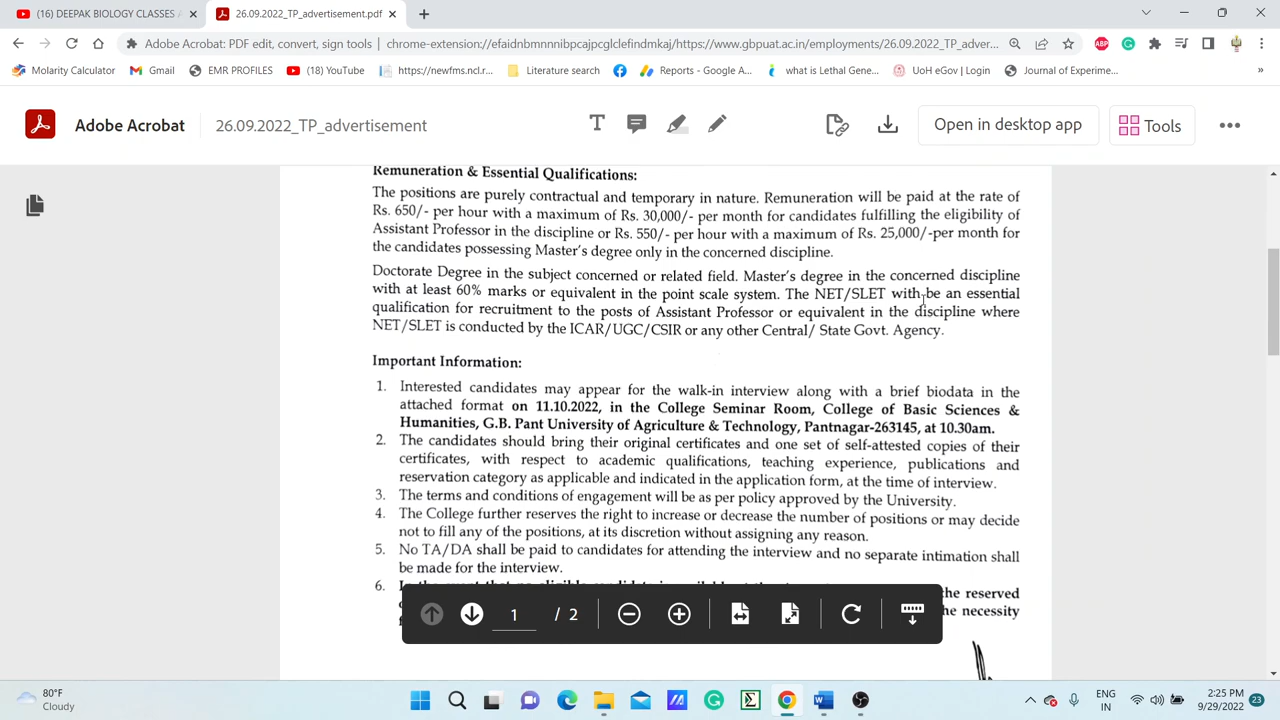 (16) DEEPAK BIOLOGY CLASSES A
26.09.2022_TP_advertisement.pdf
Adobe Acrobat: PDF edit, convert, sign tools | chrome-extension://efaidnbmnnnibpcajpcglclefindmkaj/https://www.gbpuat.ac.in/employments/26.09.2022_TP_adver...
Molarity Calculator
Gmail
EMR PROFILES
(18) YouTube
https://newfms.ncl.r...
Literature search
Reports - Google A...
what is Lethal Gene...
UoH eGov | Login
Journal of Experime...
»
Adobe Acrobat
26.09.2022_TP_advertisement
Open in desktop app
Tools
Remuneration & Essential Qualifications:
The positions are purely contractual and temporary in nature. Remuneration will be paid at the rate of
Rs. 650/- per hour with a maximum of Rs. 30,000/- per month for candidates fulfilling the eligibility of
Assistant Professor in the discipline or Rs. 550/- per hour with a maximum of Rs. 25,000/-per month for
the candidates possessing Master's degree only in the concerned discipline.
Doctorate Degree in the subject concerned or related field. Master's degree in the concerned discipline
with at least 60% marks or equivalent in the point scale system. The NET/SLET with be an essential
qualification for recruitment to the posts of Assistant Professor or equivalent in the discipline where
NET/SLET is conducted by the ICAR/UGC/CSIR or any other Central/ State Govt. Agency.
Important Information:
1. Interested candidates may appear for the walk-in interview along with a brief biodata in the
attached format on 11.10.2022, in the College Seminar Room, College of Basic Sciences &
Humanities, G.B. Pant University of Agriculture & Technology, Pantnagar-263145, at 10.30am.
2. The candidates should bring their original certificates and one set of self-attested copies of their
certificates, with respect to academic qualifications, teaching experience, publications and
reservation category as applicable and indicated in the application form, at the time of interview.
3. The terms and conditions of engagement will be as per policy approved by the University.
4. The College further reserves the right to increase or decrease the number of positions or may decide
not to fill any of the positions, at its discretion without assigning any reason.
5. No TA/DA shall be paid to candidates for attending the interview and no separate intimation shall
be made for the interview.
6. In the event that no eligible candidate is available the reserved
the necessity
1 / 2
80°F
Cloudy
ENG
IN
2:25 PM
9/29/2022
23